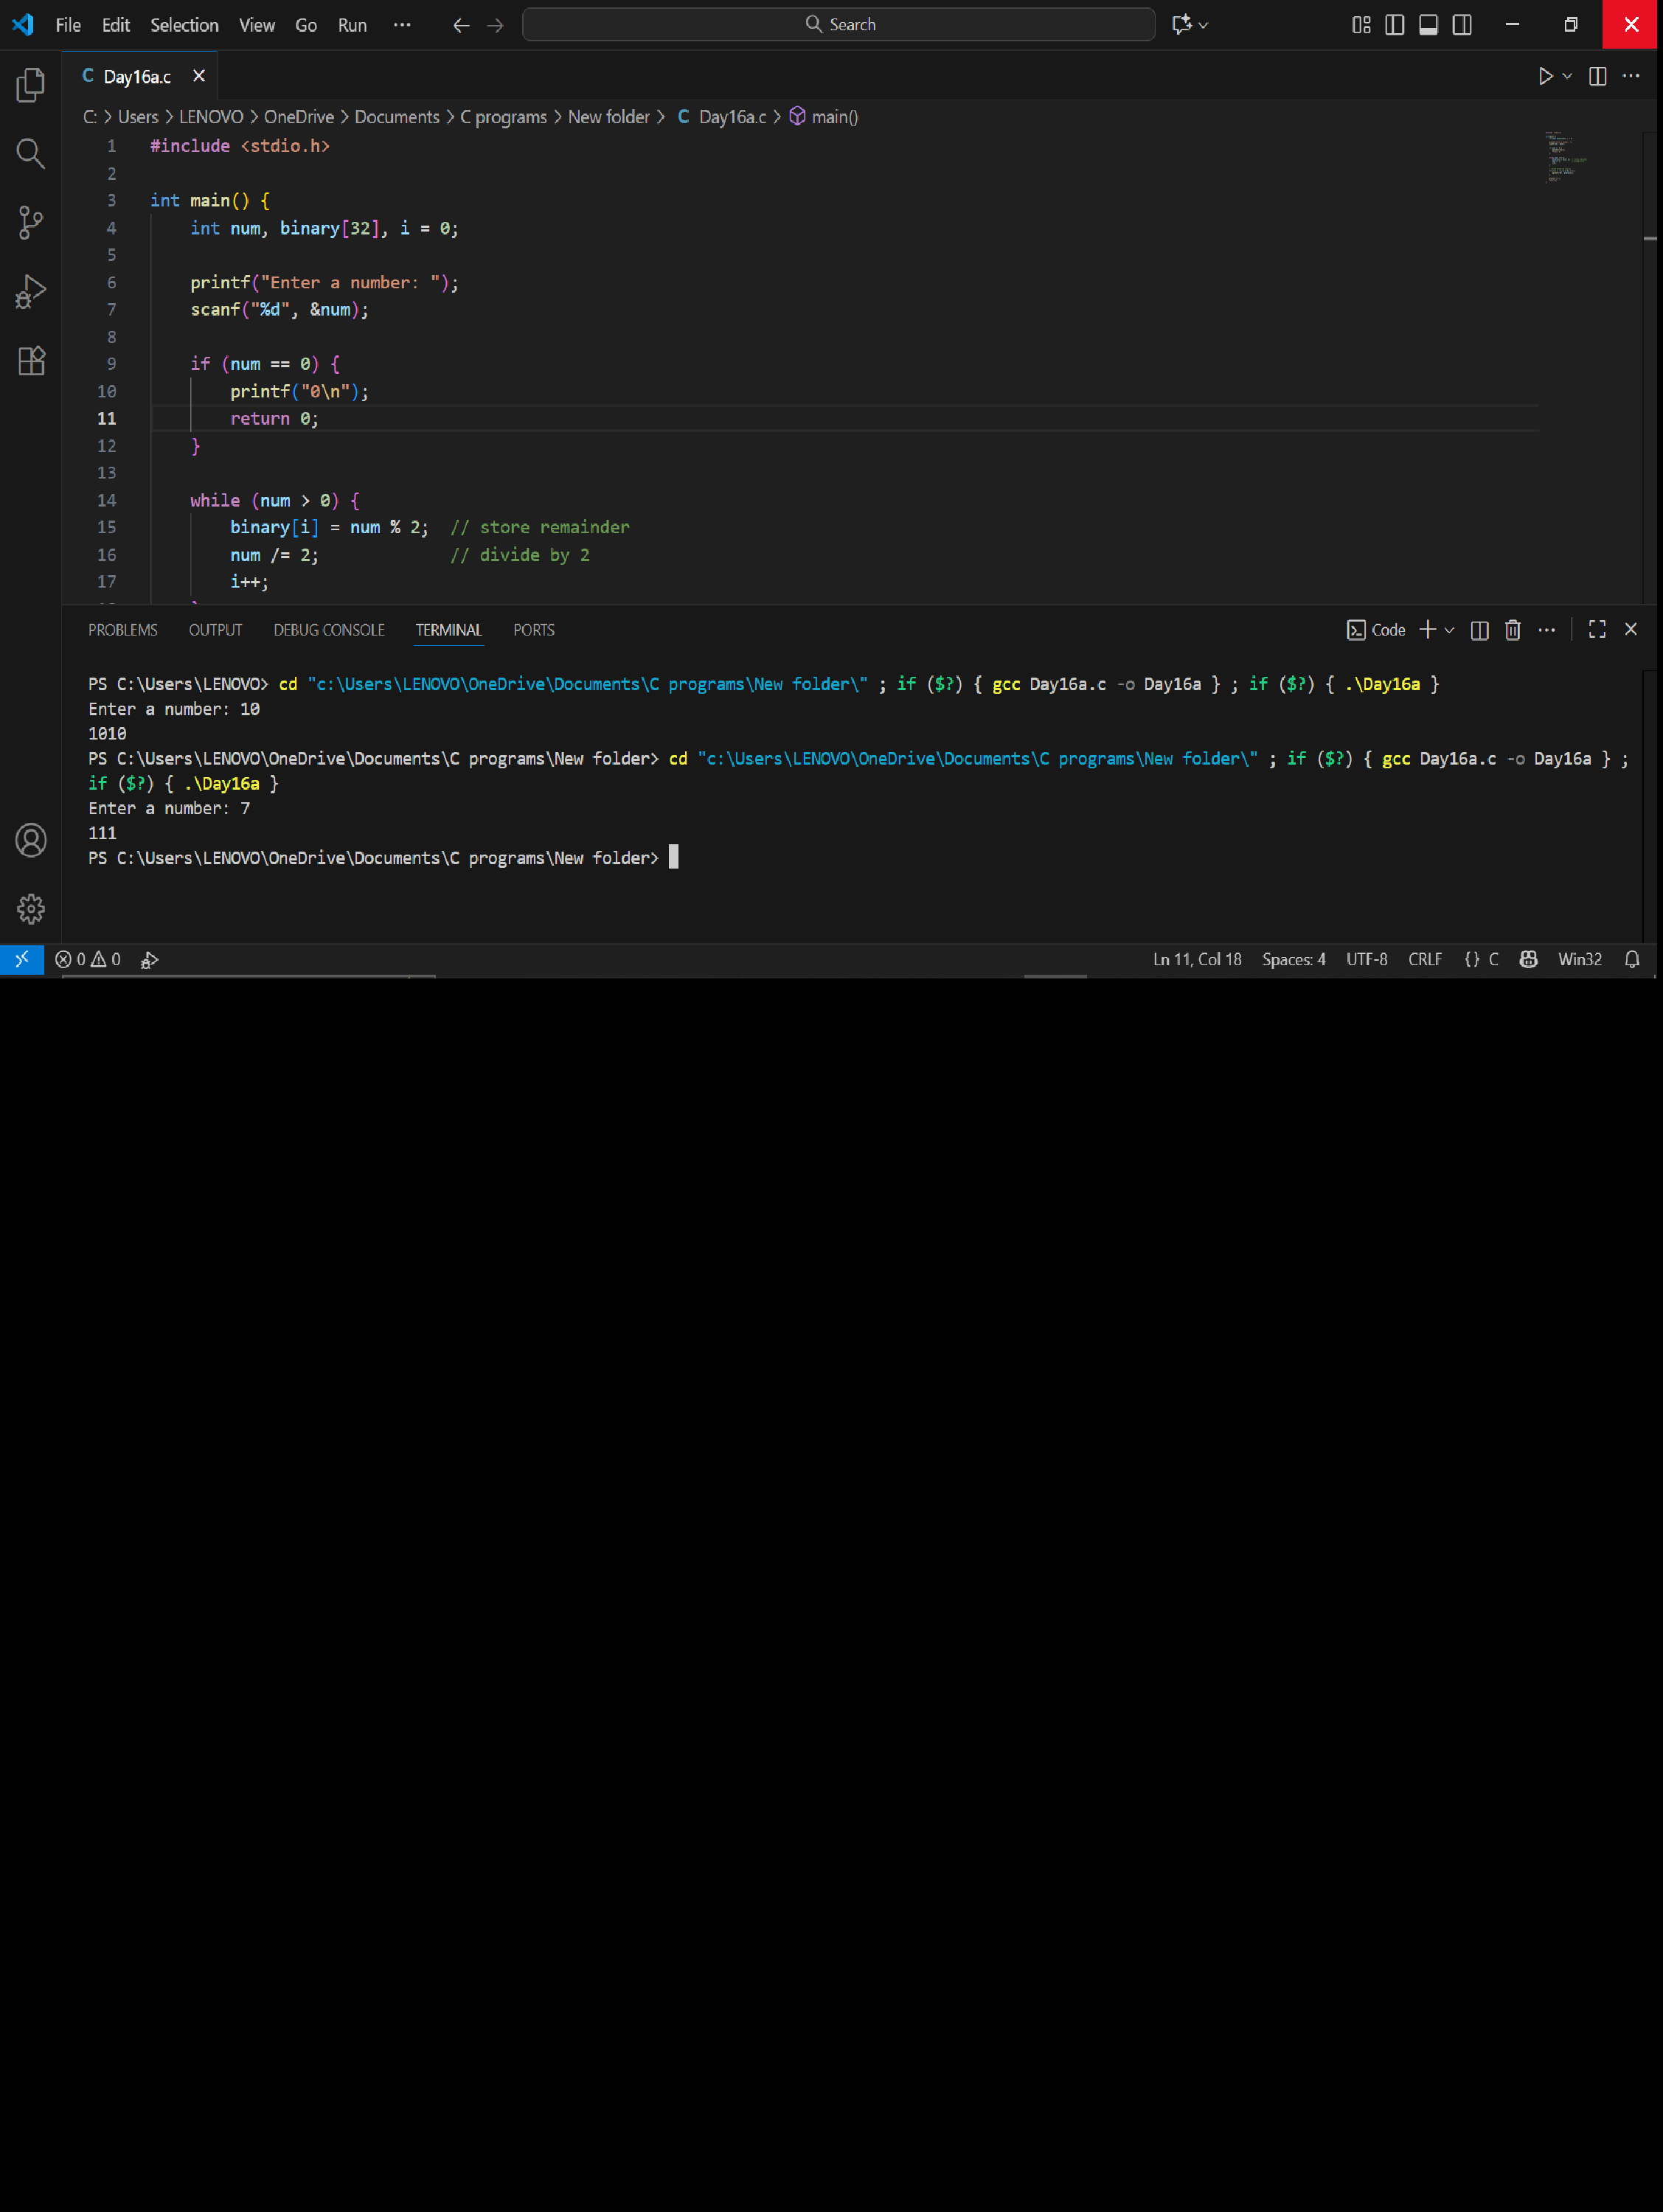 File Edit Selection View Go Run ··· Search
C Day16a.c
C: > Users > LENOVO > OneDrive > Documents > C programs > New folder > C Day16a.c > main()
1 #include <stdio.h>
2
3 int main() {
4     int num, binary[32], i = 0;
5
6     printf("Enter a number: ");
7     scanf("%d", &num);
8
9     if (num == 0) {
10         printf("0\n");
11         return 0;
12     }
13
14     while (num > 0) {
15         binary[i] = num % 2;  // store remainder
16         num /= 2;             // divide by 2
17         i++;
PROBLEMS OUTPUT DEBUG CONSOLE TERMINAL PORTS Code
PS C:\Users\LENOVO> cd "c:\Users\LENOVO\OneDrive\Documents\C programs\New folder\" ; if ($?) { gcc Day16a.c -o Day16a } ; if ($?) { .\Day16a }
Enter a number: 10
1010
PS C:\Users\LENOVO\OneDrive\Documents\C programs\New folder> cd "c:\Users\LENOVO\OneDrive\Documents\C programs\New folder\" ; if ($?) { gcc Day16a.c -o Day16a } ;
if ($?) { .\Day16a }
Enter a number: 7
111
PS C:\Users\LENOVO\OneDrive\Documents\C programs\New folder>
0 0 Ln 11, Col 18 Spaces: 4 UTF-8 CRLF {} C Win32